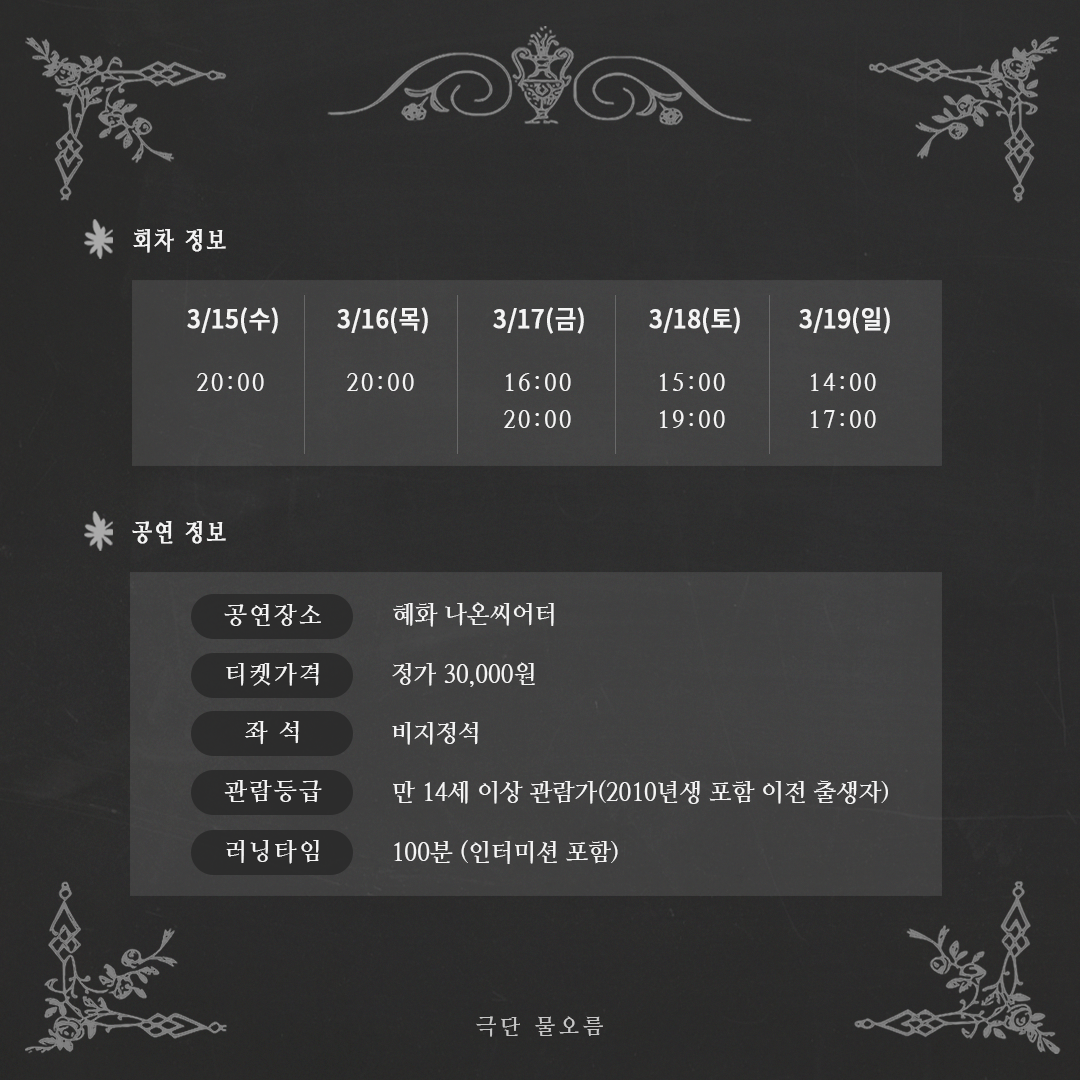 회차 정보
3/15(수) 3/16(목) 3/17(금) 3/18(토) 3/19(일)
20:00 20:00 16:00 15:00 14:00
20:00 19:00 17:00
공연 정보
공연장소 혜화 나온씨어터
티켓가격 정가 30,000원
좌 석 비지정석
관람등급 만 14세 이상 관람가(2010년생 포함 이전 출생자)
러닝타임 100분 (인터미션 포함)
극단 물오름